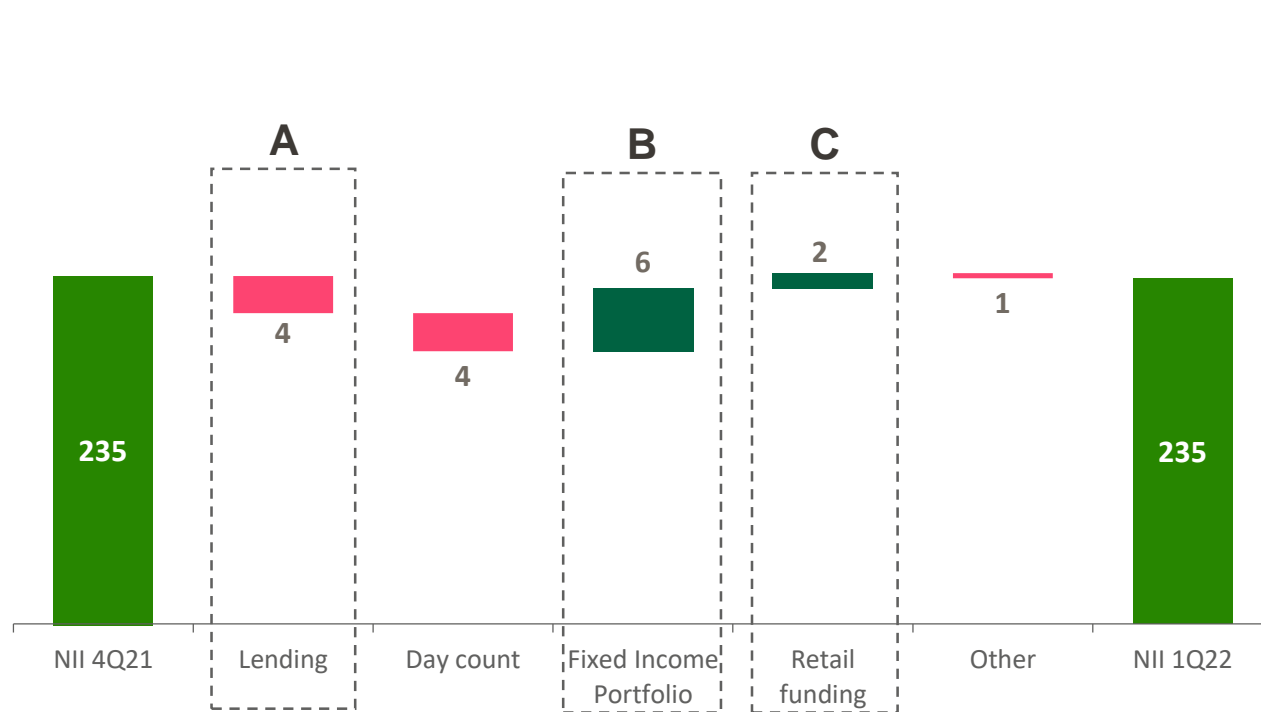 A
B
C
6
2
4
1
4
235
235
NII 4Q21
Lending
Day count
Fixed Income
Portfolio
Retail
funding
Other
NII 1Q22